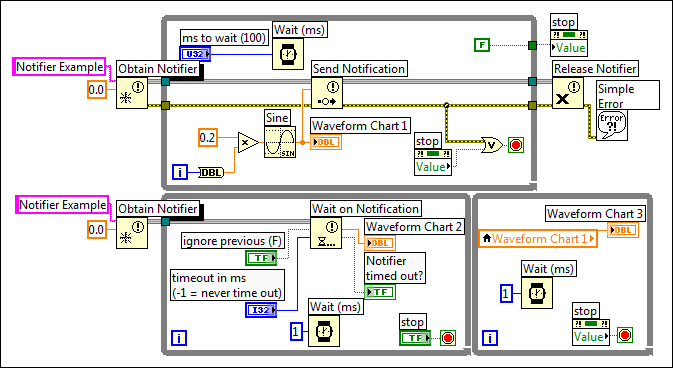 Wait (ms)
stop
ms to wait (100)
U32
F
Value
Notifier Example
Obtain Notifier
Send Notification
Release Notifier
0.0
Simple
Error
Error
?!
Sine
0.2
x
SIN
Waveform Chart 1
DBL
stop
Value
V
i
DBL
Notifier Example
Obtain Notifier
Wait on Notification
Waveform Chart 3
0.0
Waveform Chart 2
DBL
Waveform Chart 1
DBL
ignore previous (F)
TF
Notifier
timed out?
TF
Wait (ms)
timeout in ms
(-1 = never time out)
I32
Wait (ms)
1
1
stop
stop
TF
Value
i
i